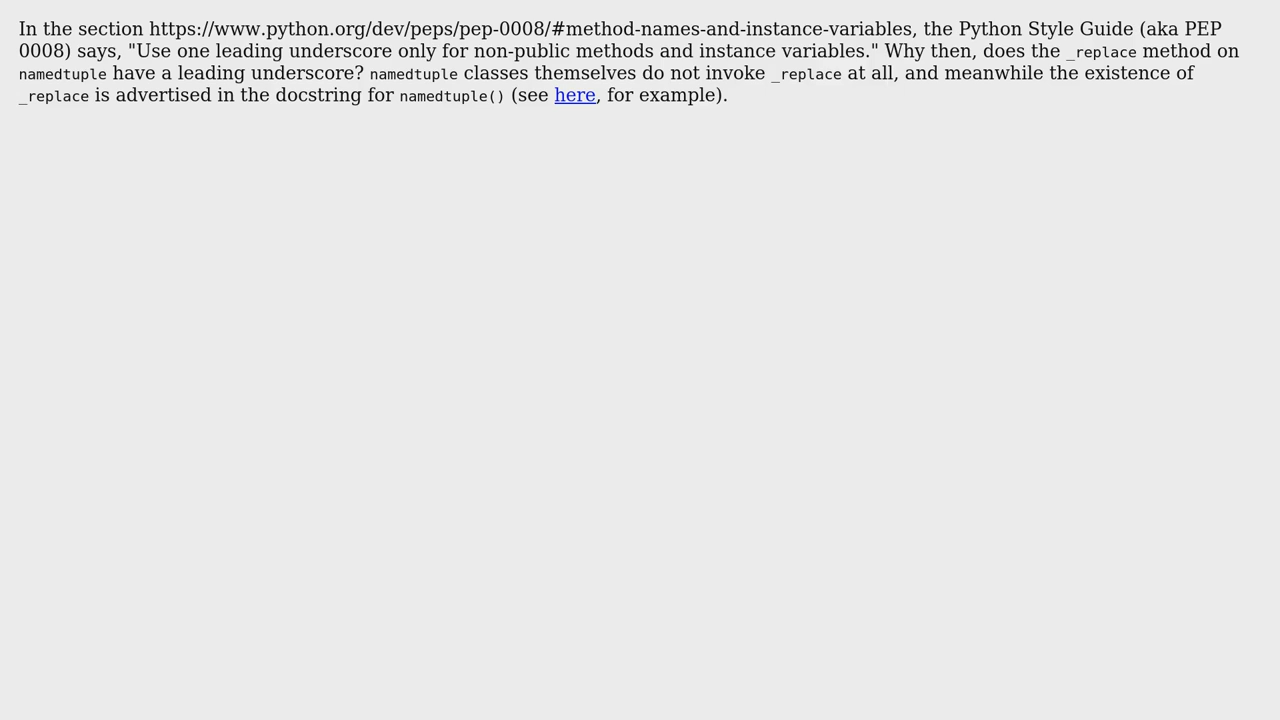 In the section https://www.python.org/dev/peps/pep-0008/#method-names-and-instance-variables, the Python Style Guide (aka PEP
0008) says, "Use one leading underscore only for non-public methods and instance variables." Why then, does the _replace method on
namedtuple have a leading underscore? namedtuple classes themselves do not invoke _replace at all, and meanwhile the existence of
_replace is advertised in the docstring for namedtuple() (see here, for example).